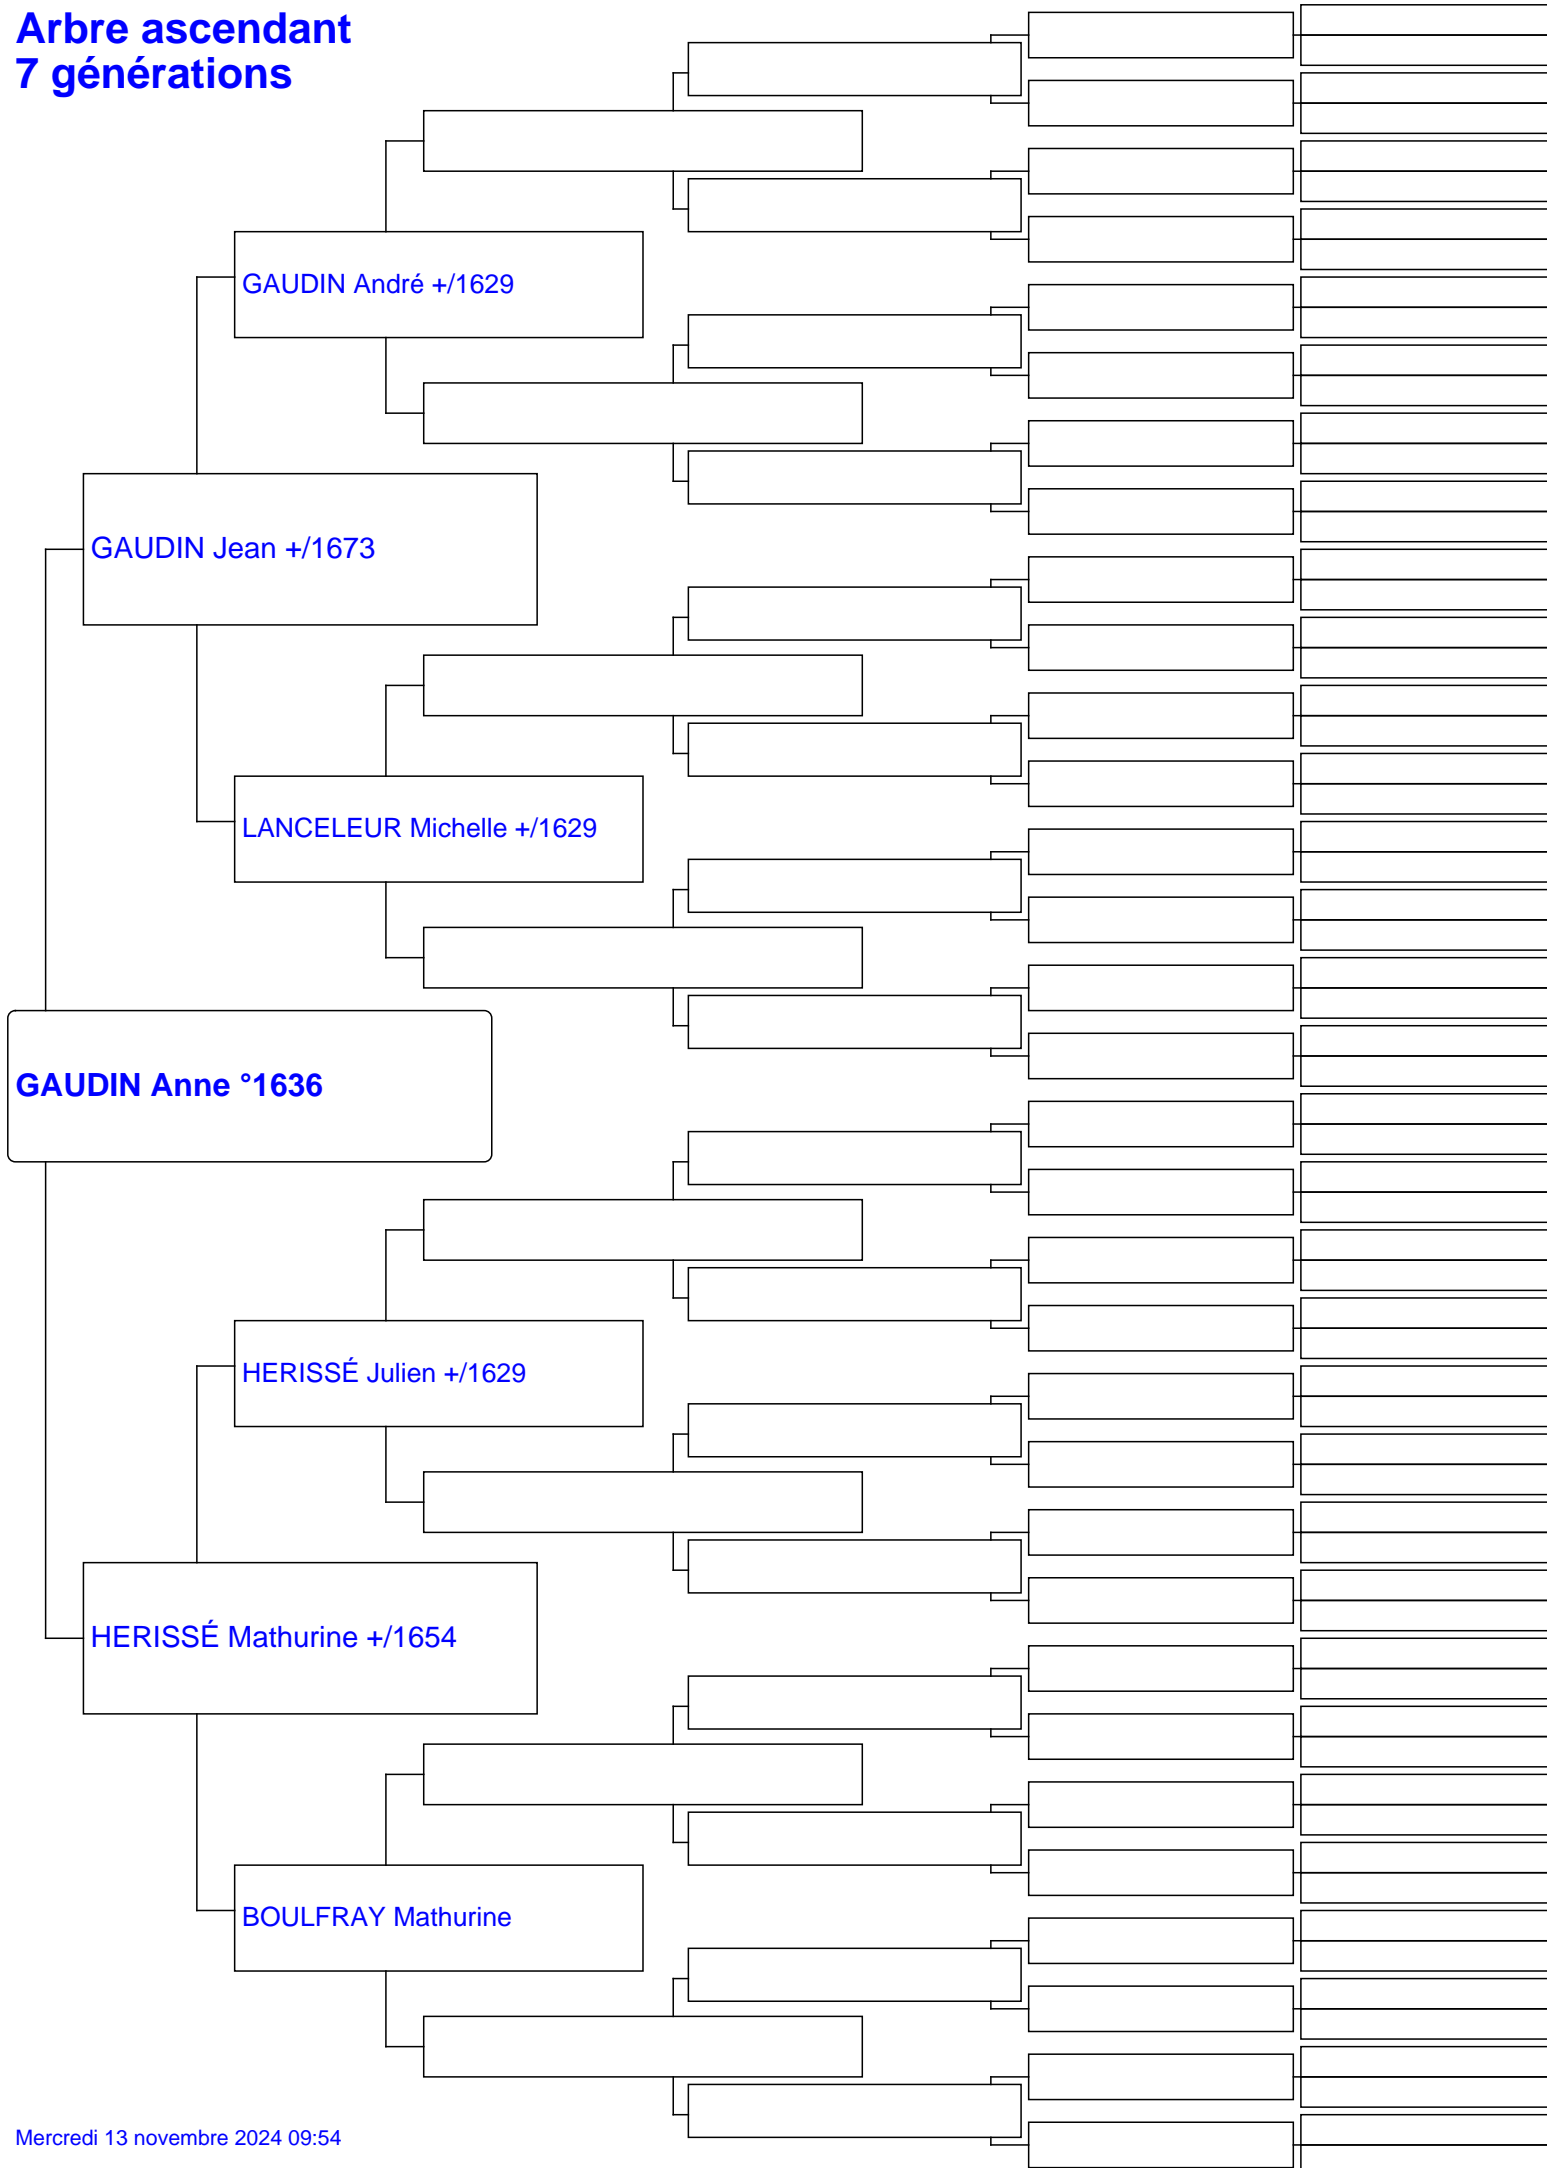 Arbre ascendant
7 générations
GAUDIN André +/1629
GAUDIN Jean +/1673
LANCELEUR Michelle +/1629
GAUDIN Anne °1636
HERISSÉ Julien +/1629
HERISSÉ Mathurine +/1654
BOULFRAY Mathurine
Mercredi 13 novembre 2024 09:54